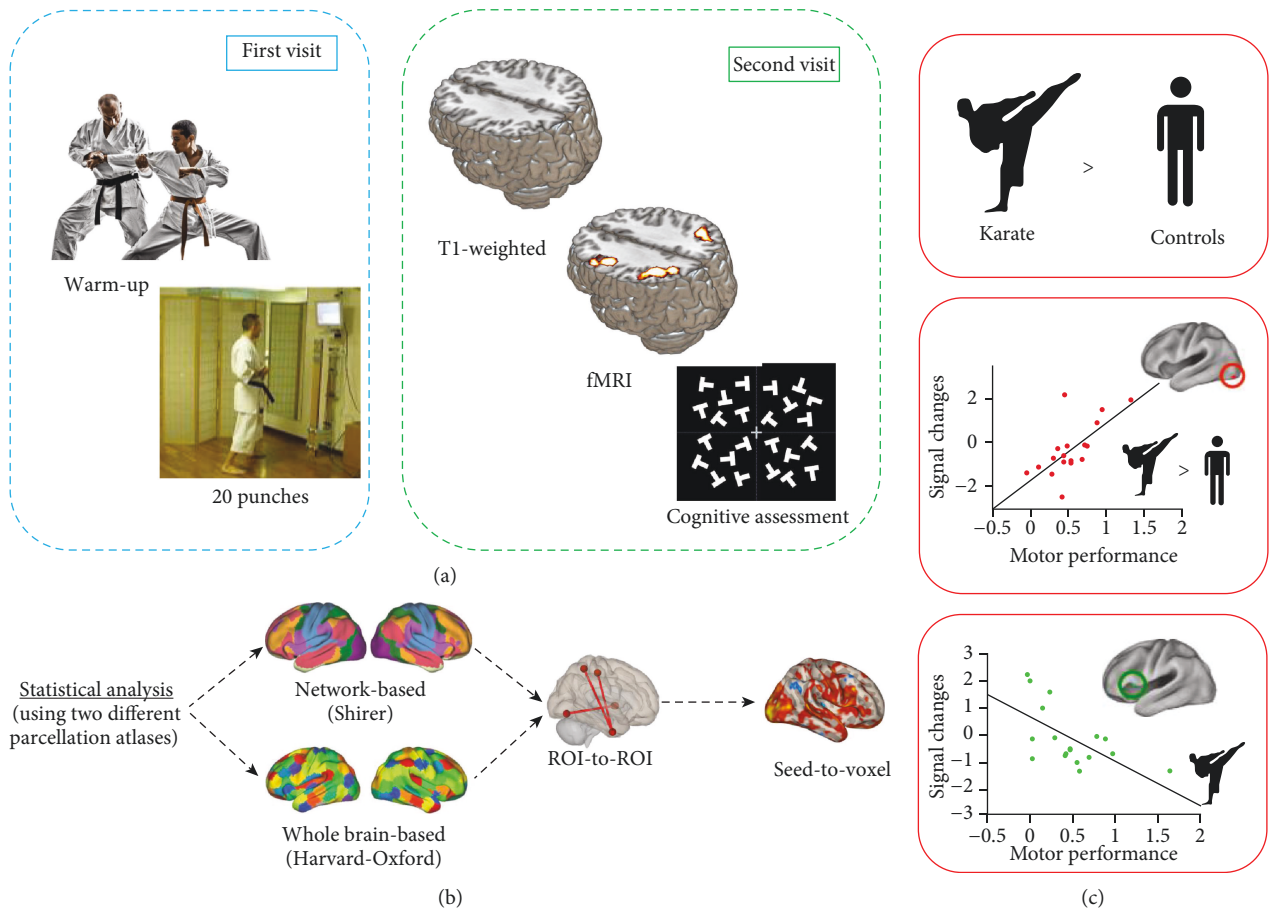 First visit
Warm-up
20 punches
Second visit
T1-weighted
fMRI
Cognitive assessment
(a)
Statistical analysis
(using two different
parcellation atlases)
Network-based
(Shirer)
Whole brain-based
(Harvard-Oxford)
ROI-to-ROI
Seed-to-voxel
(b)
>
Karate
Controls
Signal changes
2
0
−2
−0.5
0
0.5
1
1.5
2
Motor performance
>
Signal changes
3
2
1
0
−1
−2
−3
−0.5
0
0.5
1
1.5
2
Motor performance
(c)